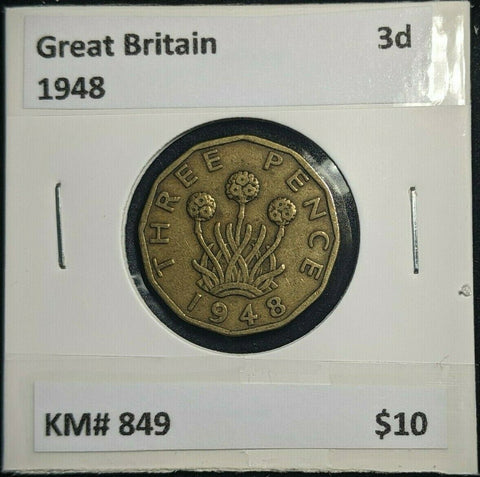 Great Britain 3d
1948
THREE PENCE
1948
KM# 849 $10